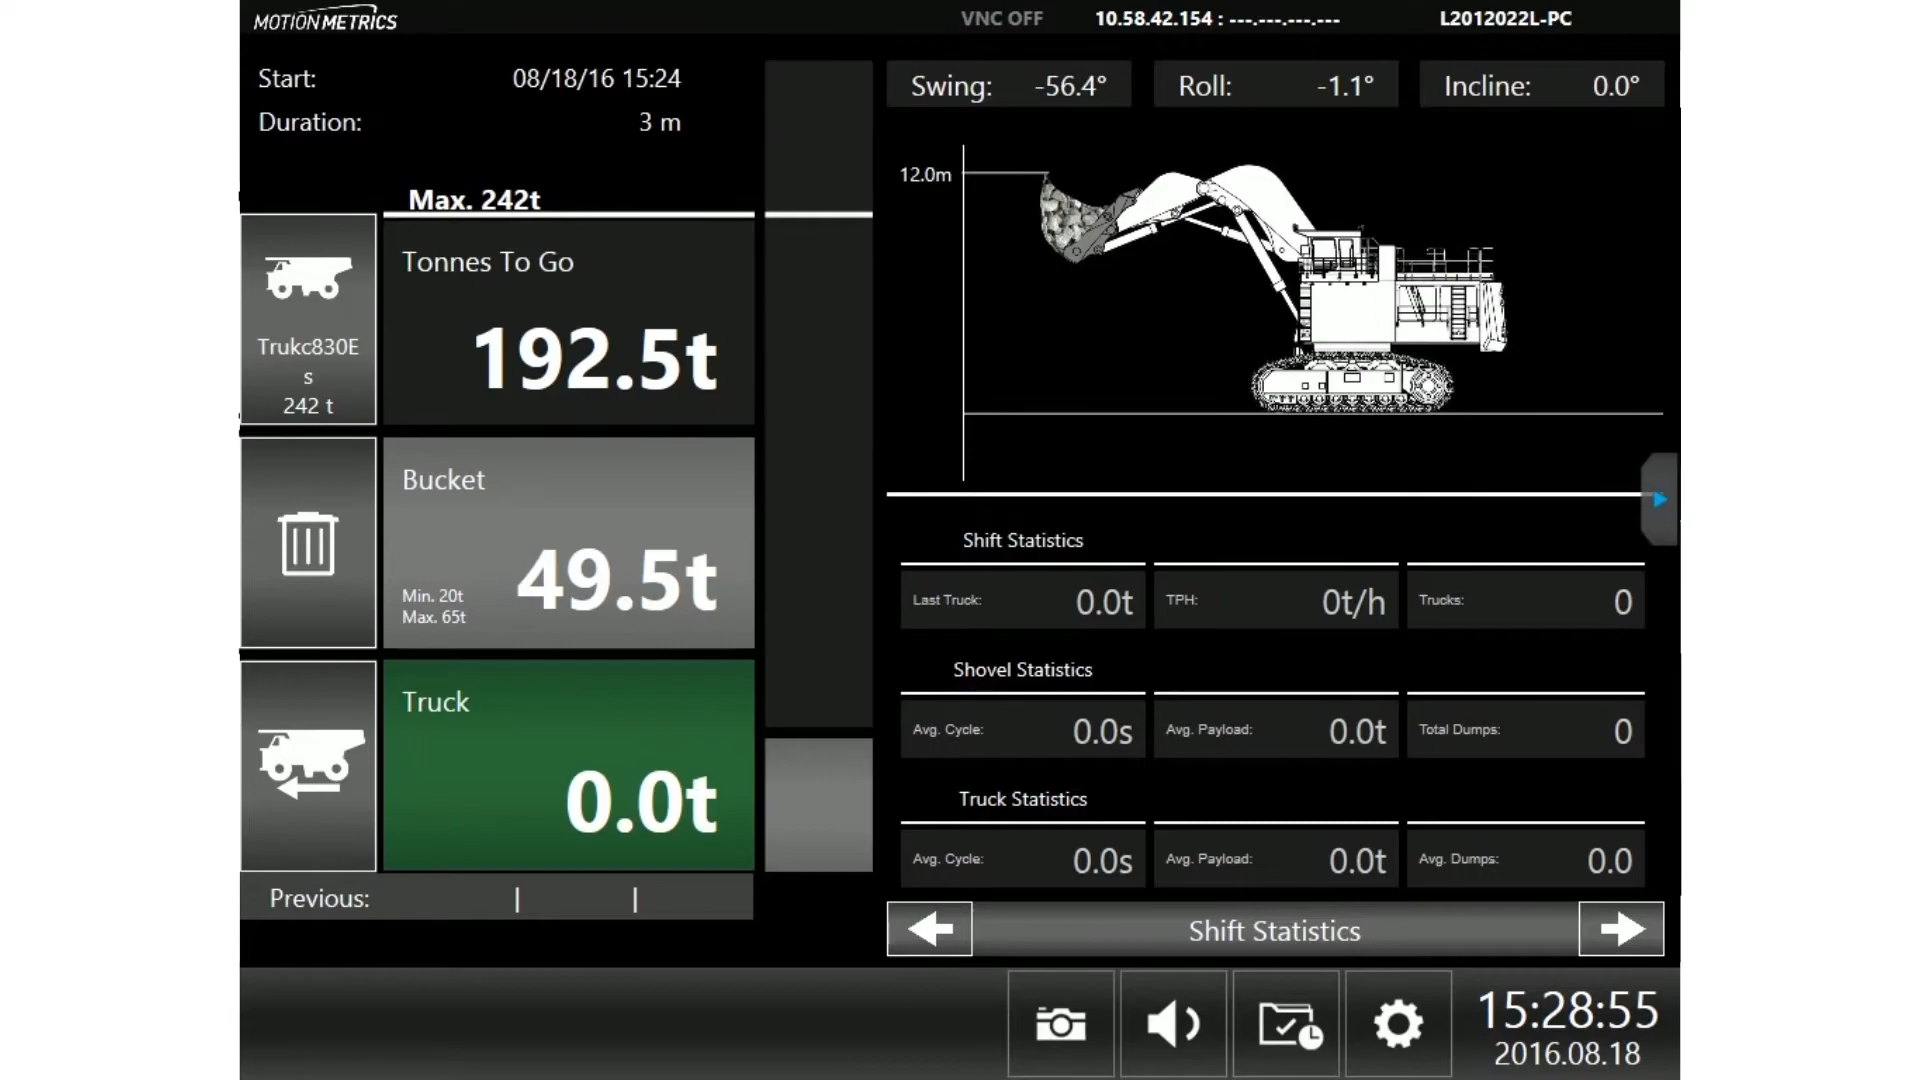 MOTION METRICS
VNC OFF
10.58.42.154 : ---.---.---.---
L2012022L-PC
Start: 08/18/16 15:24
Duration: 3 m
Max. 242t
Trukc830E
s
242 t
Tonnes To Go
192.5t
Bucket
Min. 20t
Max. 65t
49.5t
Truck
0.0t
Previous: | |
Swing: -56.4°
Roll: -1.1°
Incline: 0.0°
12.0m
Shift Statistics
Last Truck: 0.0t
TPH: 0t/h
Trucks: 0
Shovel Statistics
Avg. Cycle: 0.0s
Avg. Payload: 0.0t
Total Dumps: 0
Truck Statistics
Avg. Cycle: 0.0s
Avg. Payload: 0.0t
Avg. Dumps: 0.0
Shift Statistics
15:28:55
2016.08.18